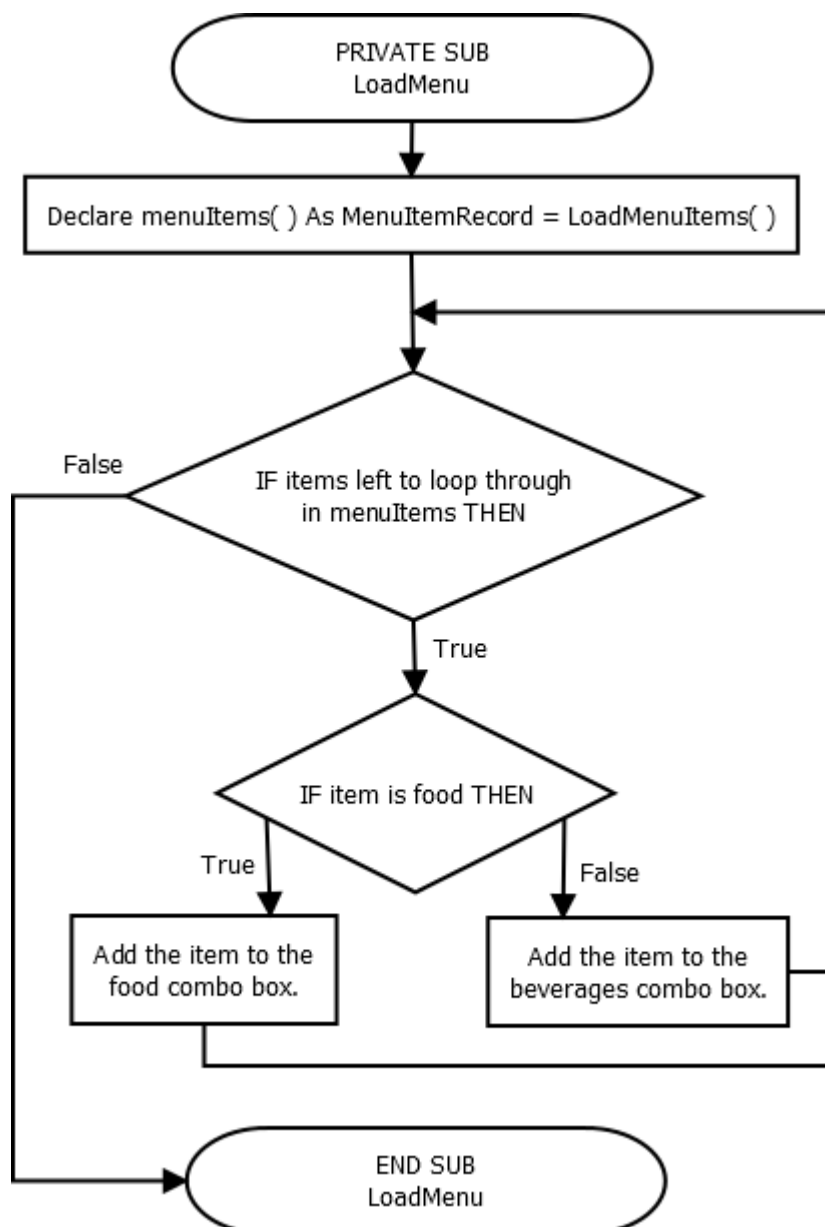 PRIVATE SUB
LoadMenu
Declare menuItems( ) As MenuItemRecord = LoadMenuItems( )
False
IF items left to loop through
in menuItems THEN
True
IF item is food THEN
True
False
Add the item to the
food combo box.
Add the item to the
beverages combo box.
END SUB
LoadMenu